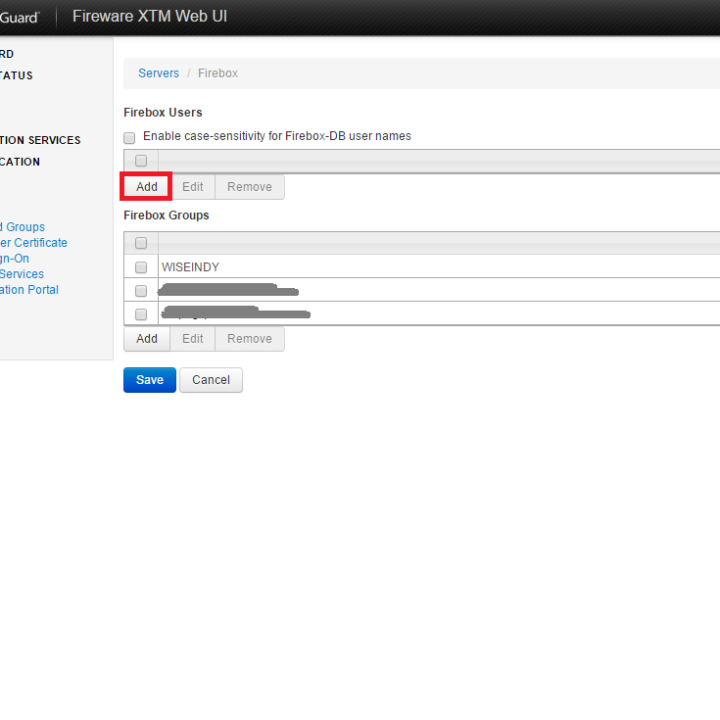 Guard
Fireware XTM Web UI
RD
TATUS
TION SERVICES
CATION
d Groups
er Certificate
gn-On
Services
ation Portal
Servers / Firebox
Firebox Users
Enable case-sensitivity for Firebox-DB user names
Add Edit Remove
Firebox Groups
WISEINDY
Add Edit Remove
Save Cancel